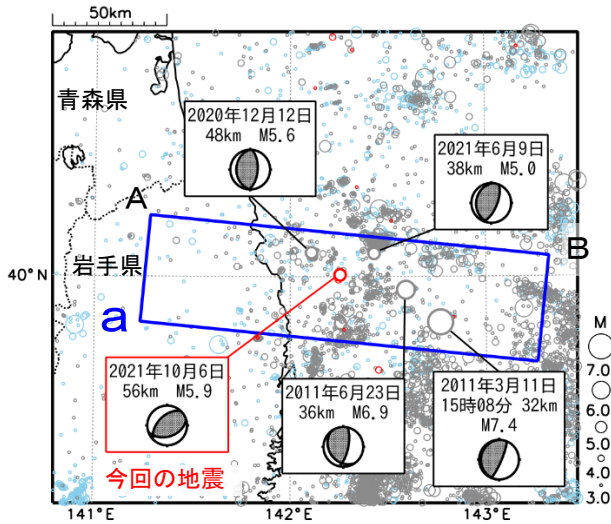 50km
青森県
2020年12月12日
48km M5.6
2021年6月9日
38km M5.0
A
B
岩手県
40°N
a
2021年10月6日
56km M5.9
今回の地震
2011年6月23日
36km M6.9
2011年3月11日
15時08分 32km
M7.4
M
7.0
6.0
5.0
4.0
3.0
141°E
142°E
143°E